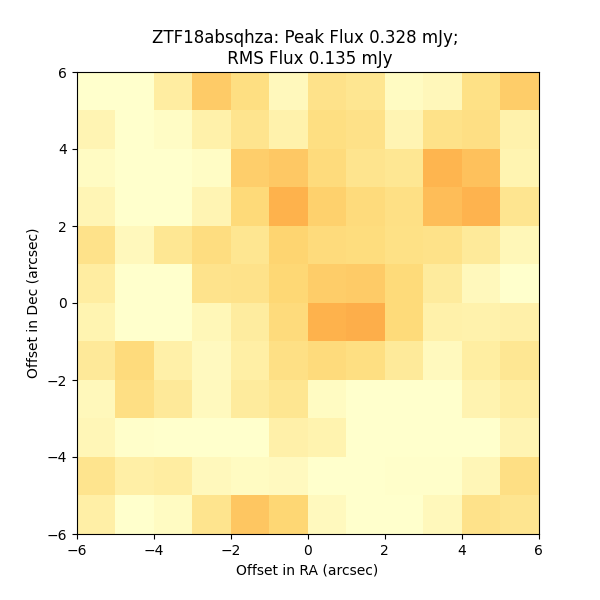 ZTF18absqhza: Peak Flux 0.328 mJy;
RMS Flux 0.135 mJy
6
4
2
0
−2
−4
−6
Offset in Dec (arcsec)
−6 −4 −2 0 2 4 6
Offset in RA (arcsec)